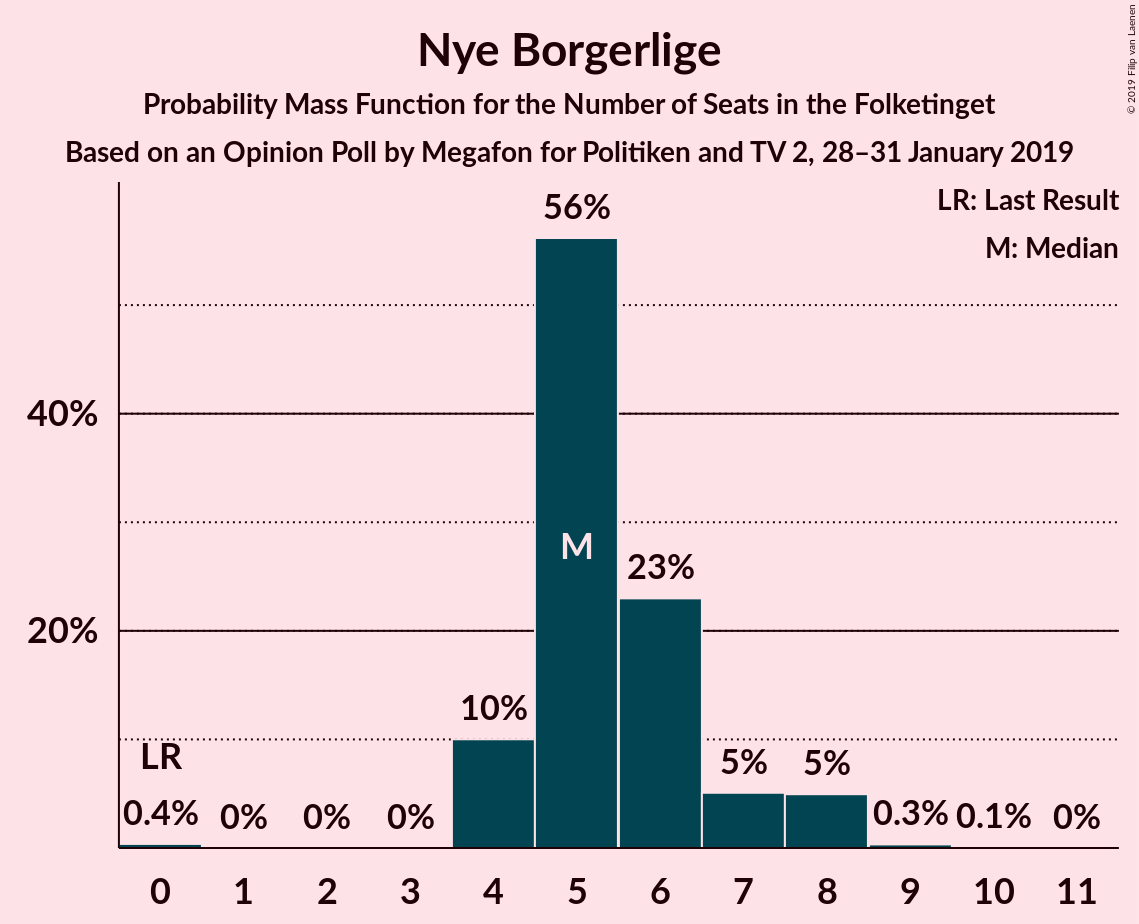 Nye Borgerlige
Probability Mass Function for the Number of Seats in the Folketinget
Based on an Opinion Poll by Megafon for Politiken and TV 2, 28–31 January 2019
© 2019 Filip van Laenen
LR: Last Result
M: Median
56%
40%
M
23%
20%
10%
LR
5%
5%
0.4%
0%
0%
0%
0.3%
0.1%
0%
0 1 2 3 4 5 6 7 8 9 10 11